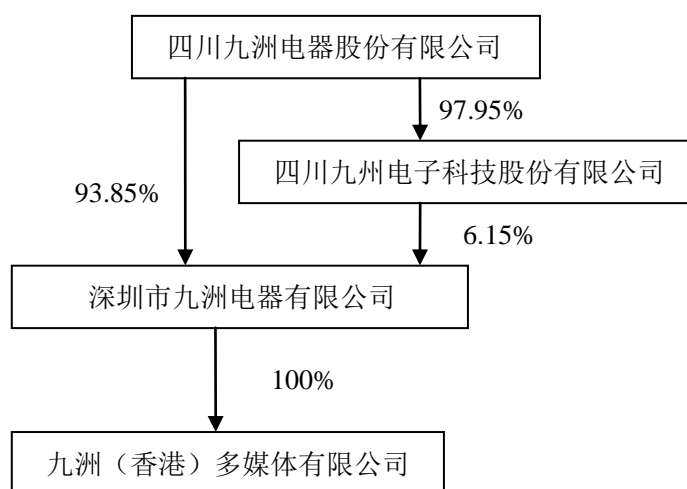 四川九洲电器股份有限公司
97.95%
四川九州电子科技股份有限公司
93.85%
6.15%
深圳市九洲电器有限公司
100%
九洲（香港）多媒体有限公司